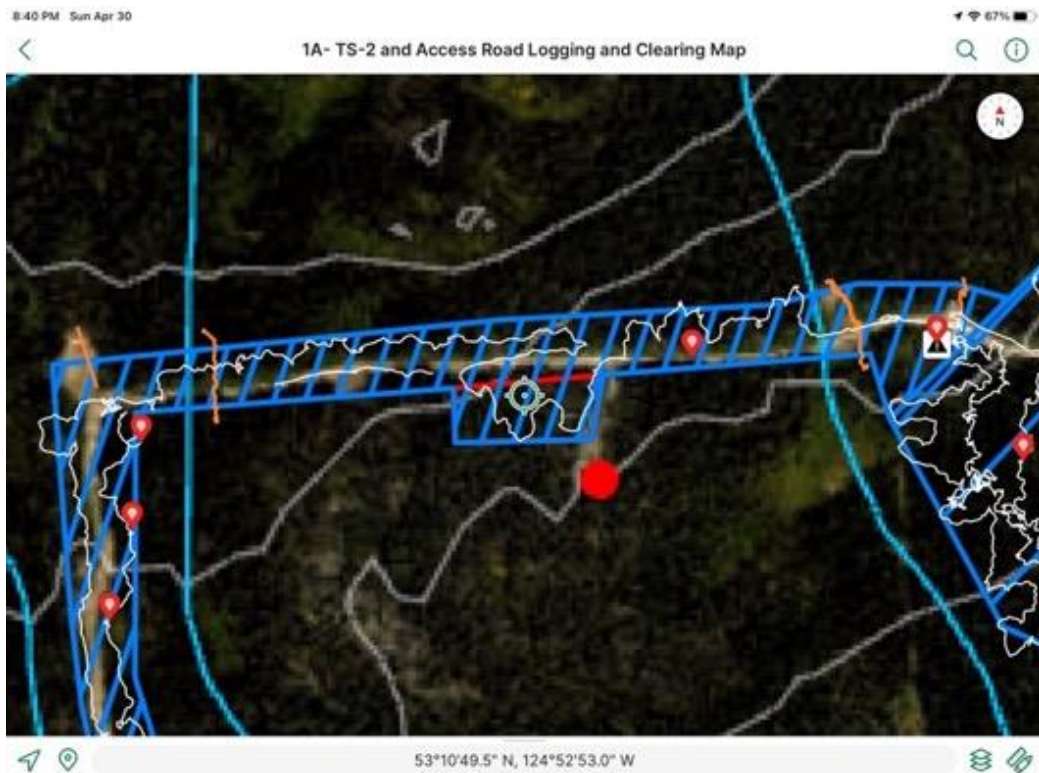 8:40 PM Sun Apr 30
67%
1A- TS-2 and Access Road Logging and Clearing Map
N
53°10'49.5" N, 124°52'53.0" W